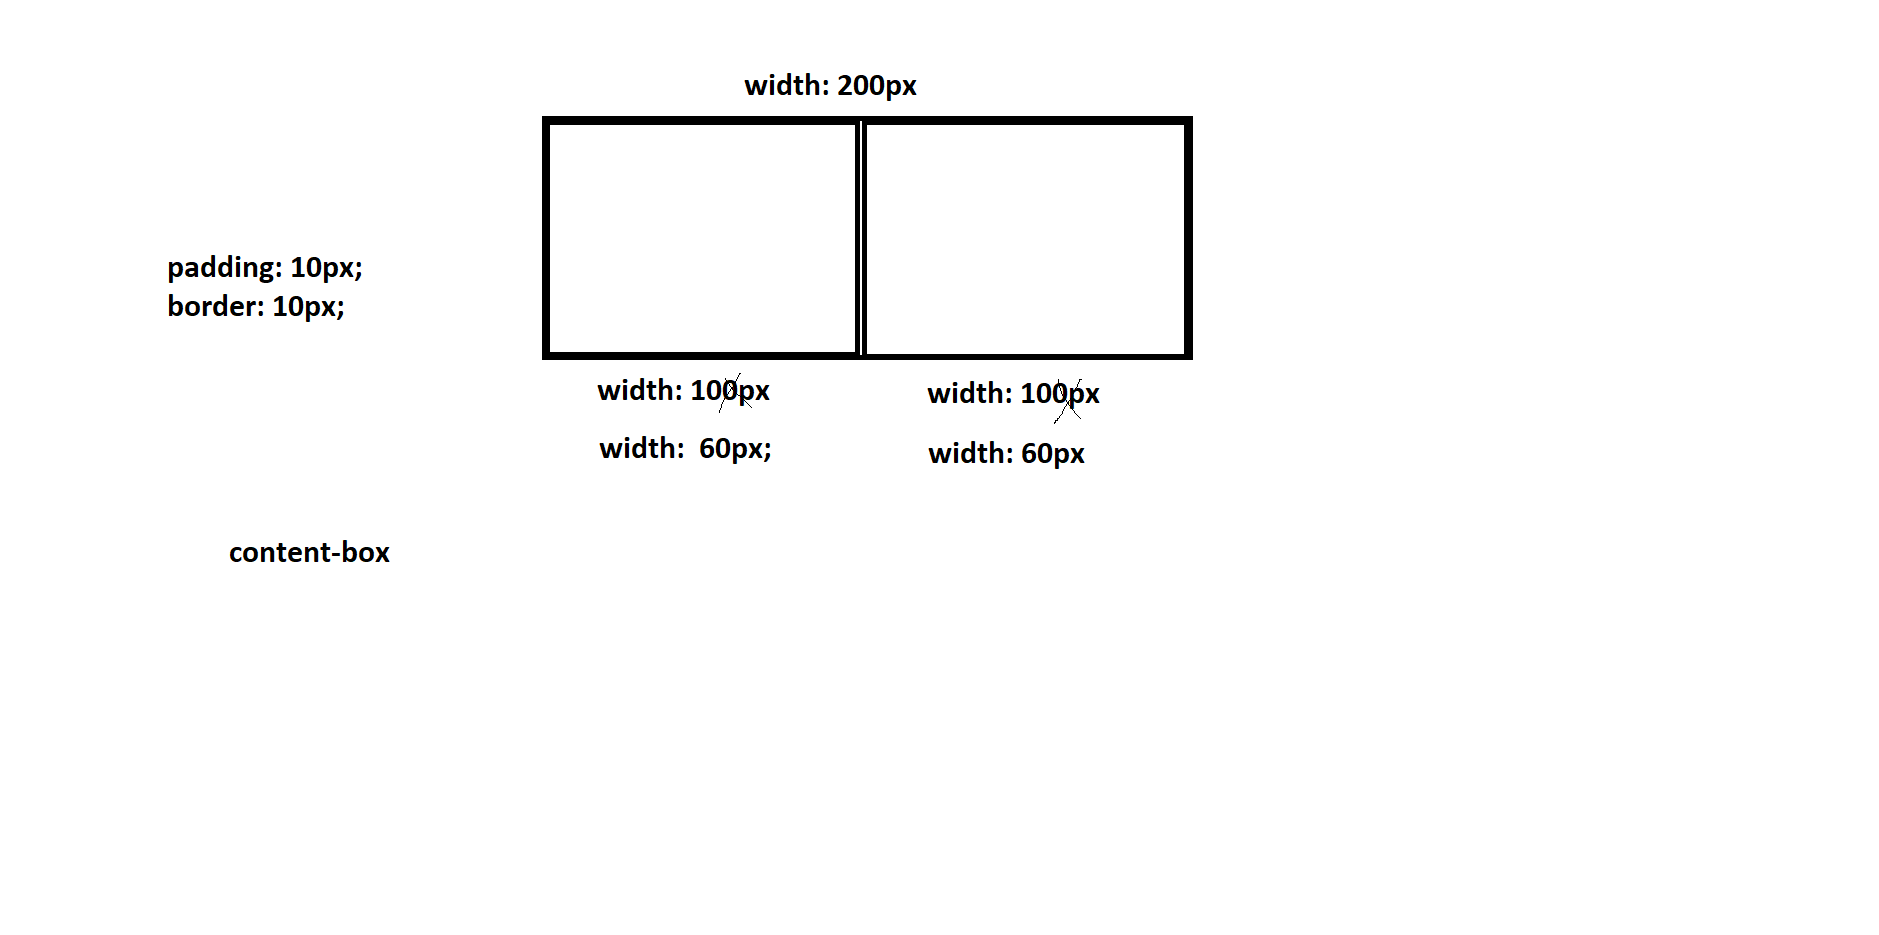 width: 200px
padding: 10px;
border: 10px;
width: 100px
width: 100px
width:  60px;
width: 60px
content-box